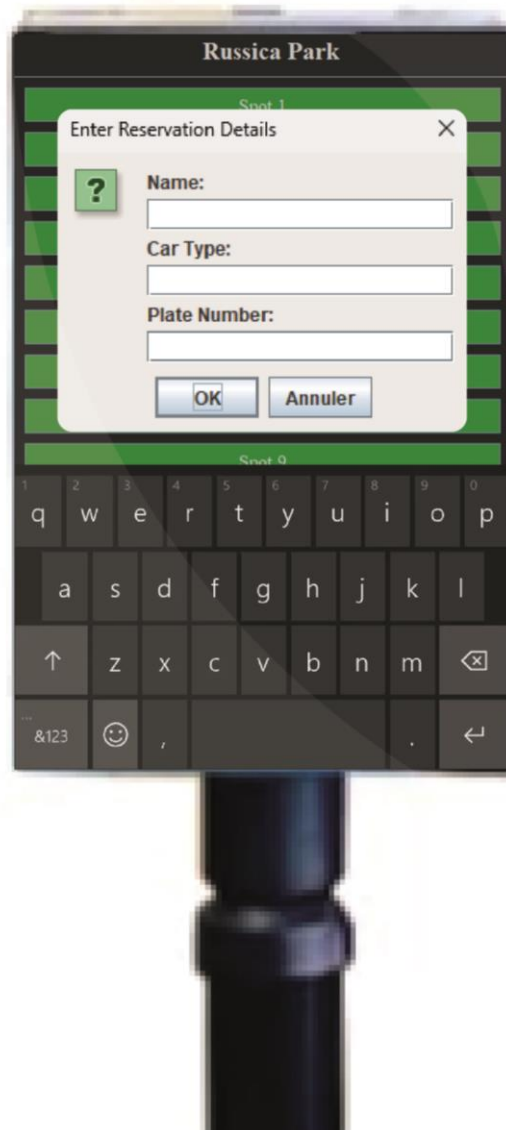 Russica Park
Spot 1
Enter Reservation Details
?
Name:
Car Type:
Plate Number:
OK Annuler
Spot 9
1 2 3 4 5 6 7 8 9 0
q w e r t y u i o p
a s d f g h j k l
z x c v b n m
&123 , .